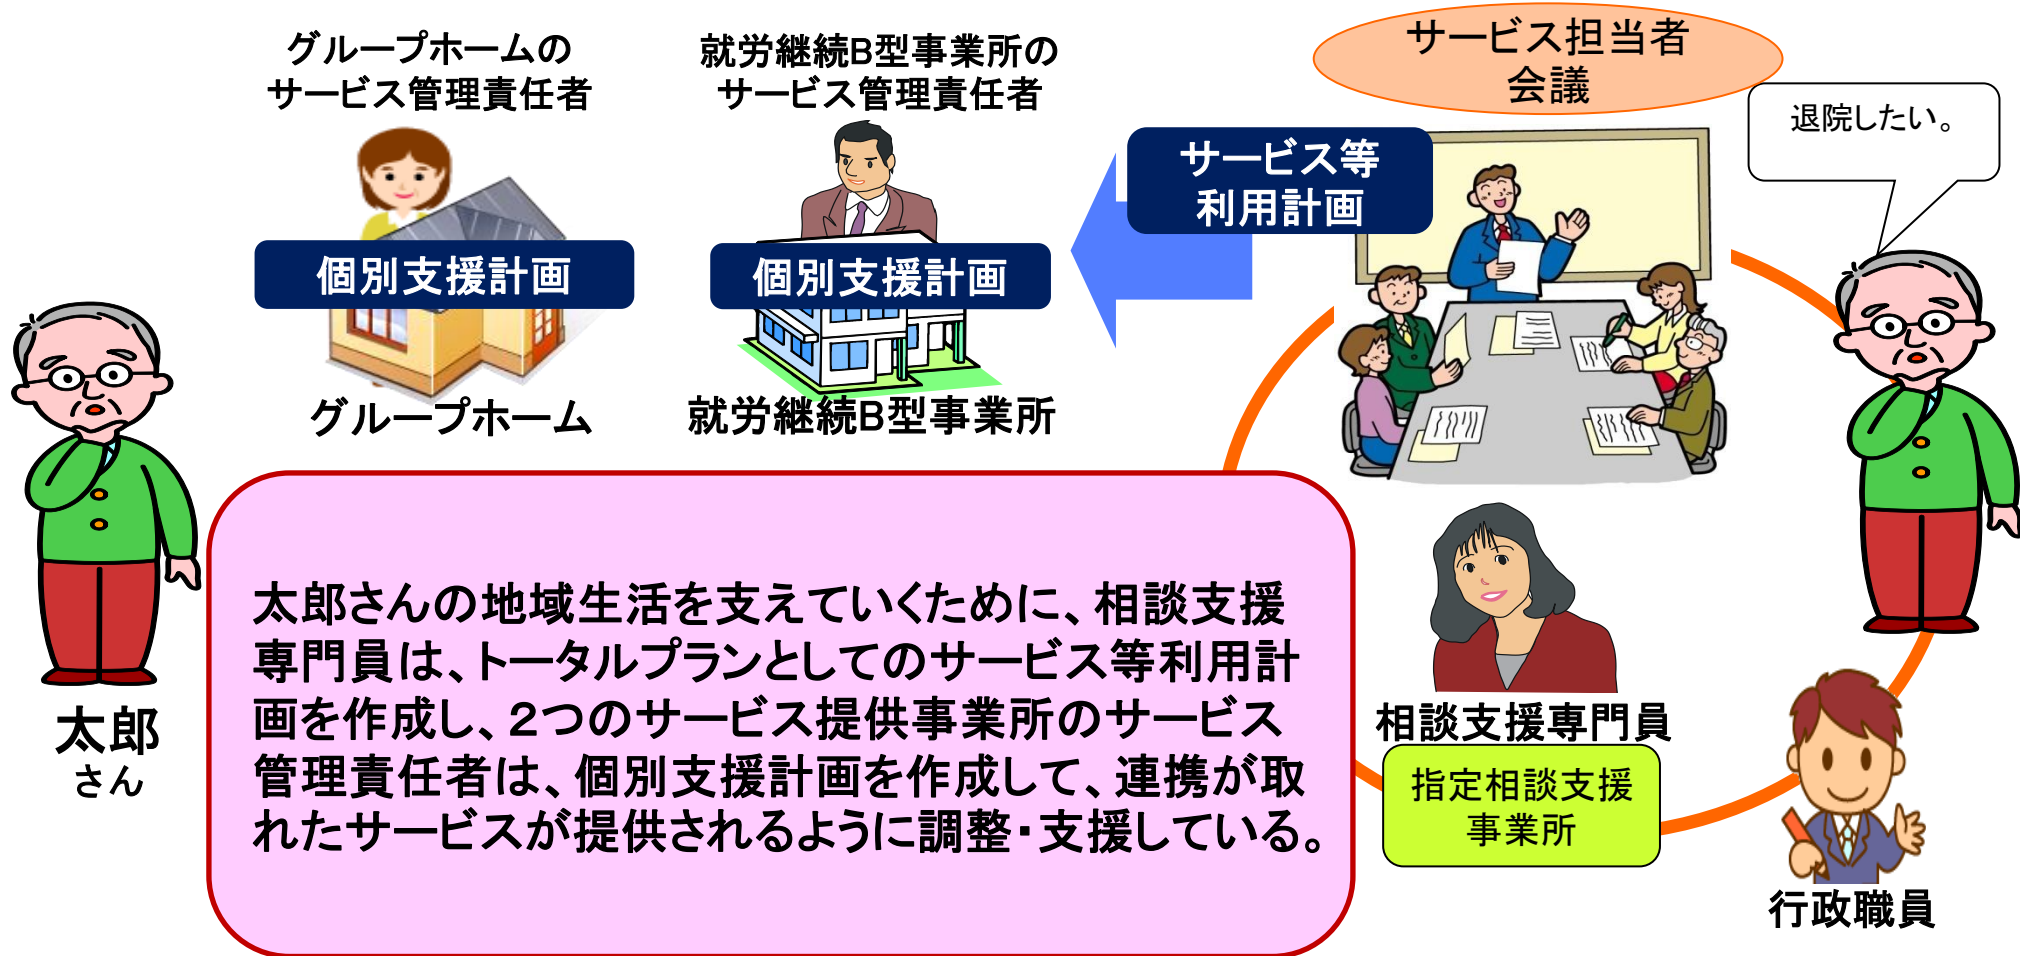 グループホームの
サービス管理責任者
就労継続B型事業所の
サービス管理責任者
サービス担当者
会議
退院したい。
サービス等
利用計画
個別支援計画
個別支援計画
グループホーム
就労継続B型事業所
太郎さんの地域生活を支えていくために、相談支援
専門員は、トータルプランとしてのサービス等利用計
画を作成し、２つのサービス提供事業所のサービス
管理責任者は、個別支援計画を作成して、連携が取
れたサービスが提供されるように調整・支援している。
太郎
さん
相談支援専門員
指定相談支援
事業所
行政職員